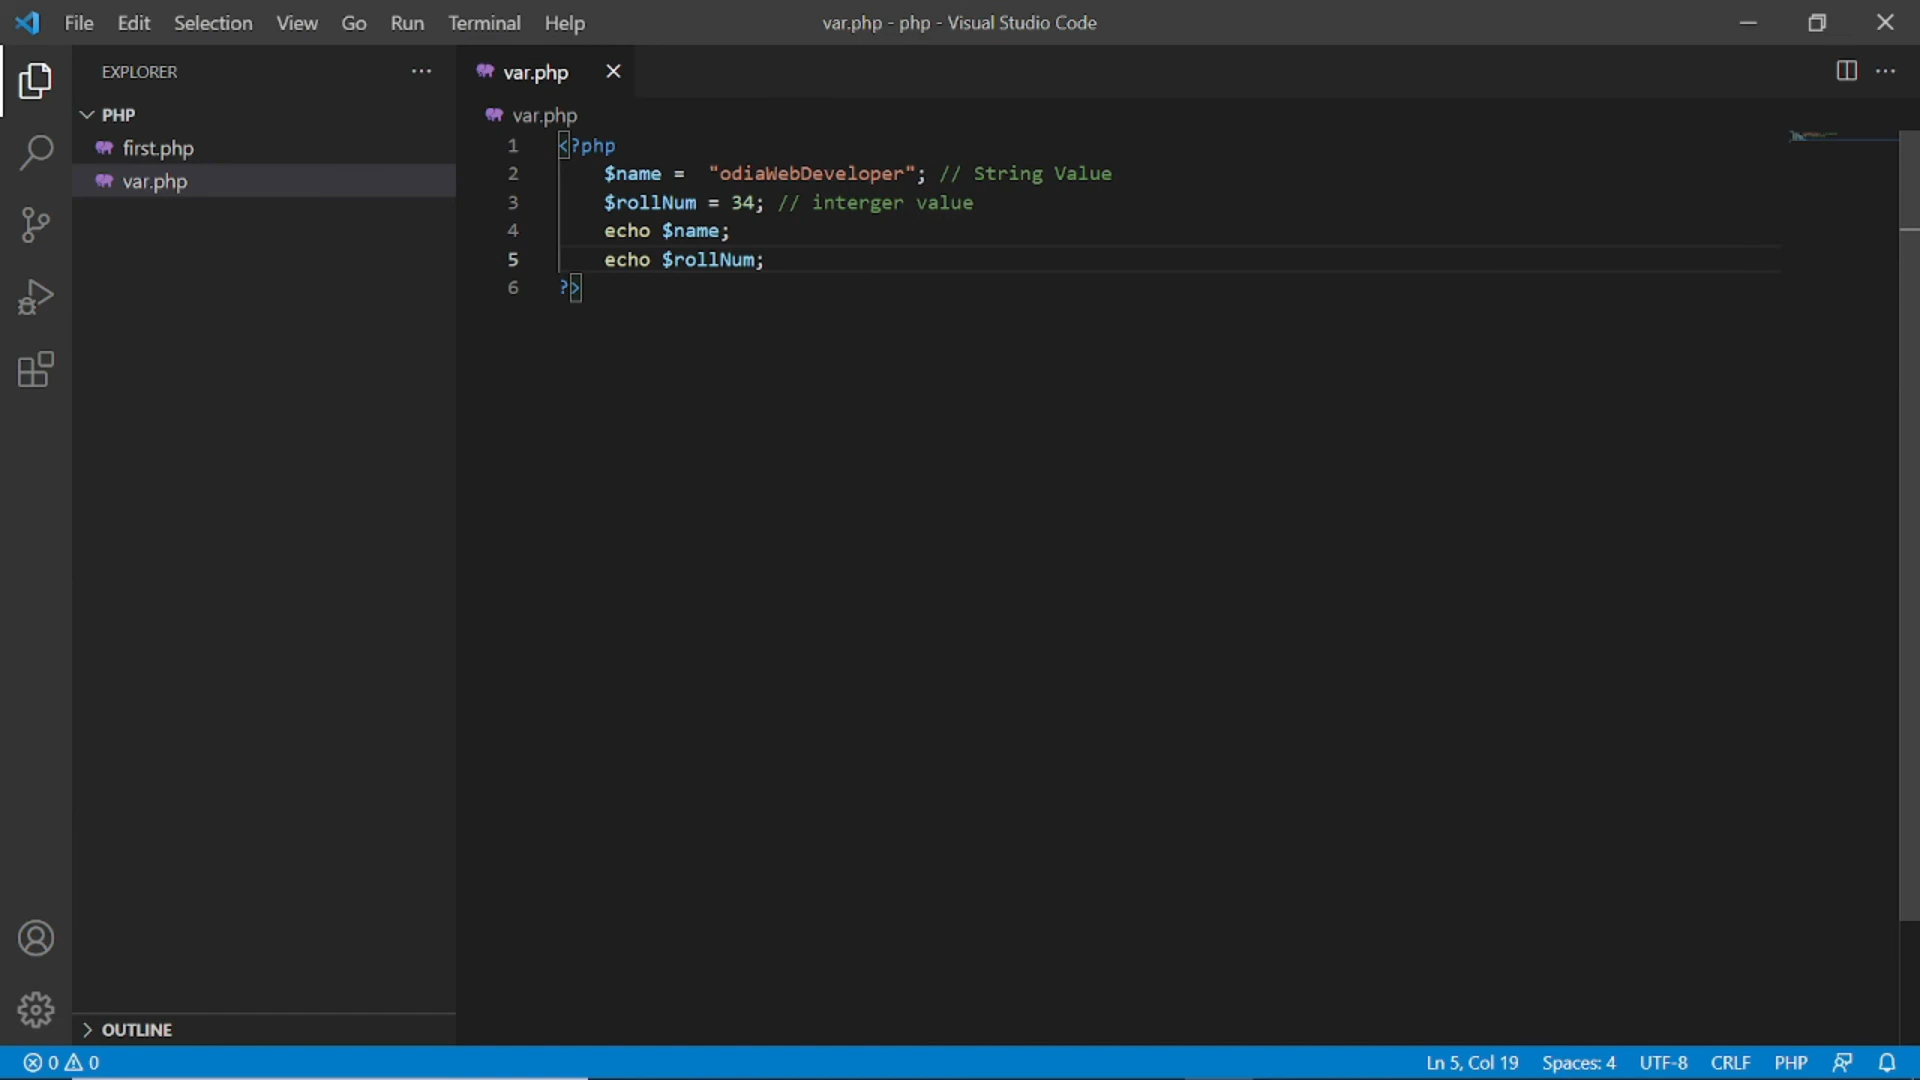 File Edit Selection View Go Run Terminal Help var.php - php - Visual Studio Code
EXPLORER
PHP
first.php
var.php
OUTLINE
var.php
var.php
1 <?php
2 $name =  "odiaWebDeveloper"; // String Value
3 $rollNum = 34; // interger value
4 echo $name;
5 echo $rollNum;
6 ?>
0 0 Ln 5, Col 19 Spaces: 4 UTF-8 CRLF PHP